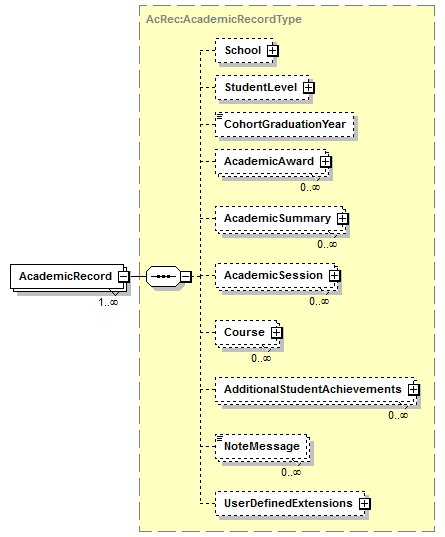 AcRec:AcademicRecordType
School
StudentLevel
CohortGraduationYear
AcademicAward
0..∞
AcademicSummary
0..∞
AcademicRecord
1..∞
AcademicSession
0..∞
Course
0..∞
AdditionalStudentAchievements
0..∞
NoteMessage
0..∞
UserDefinedExtensions